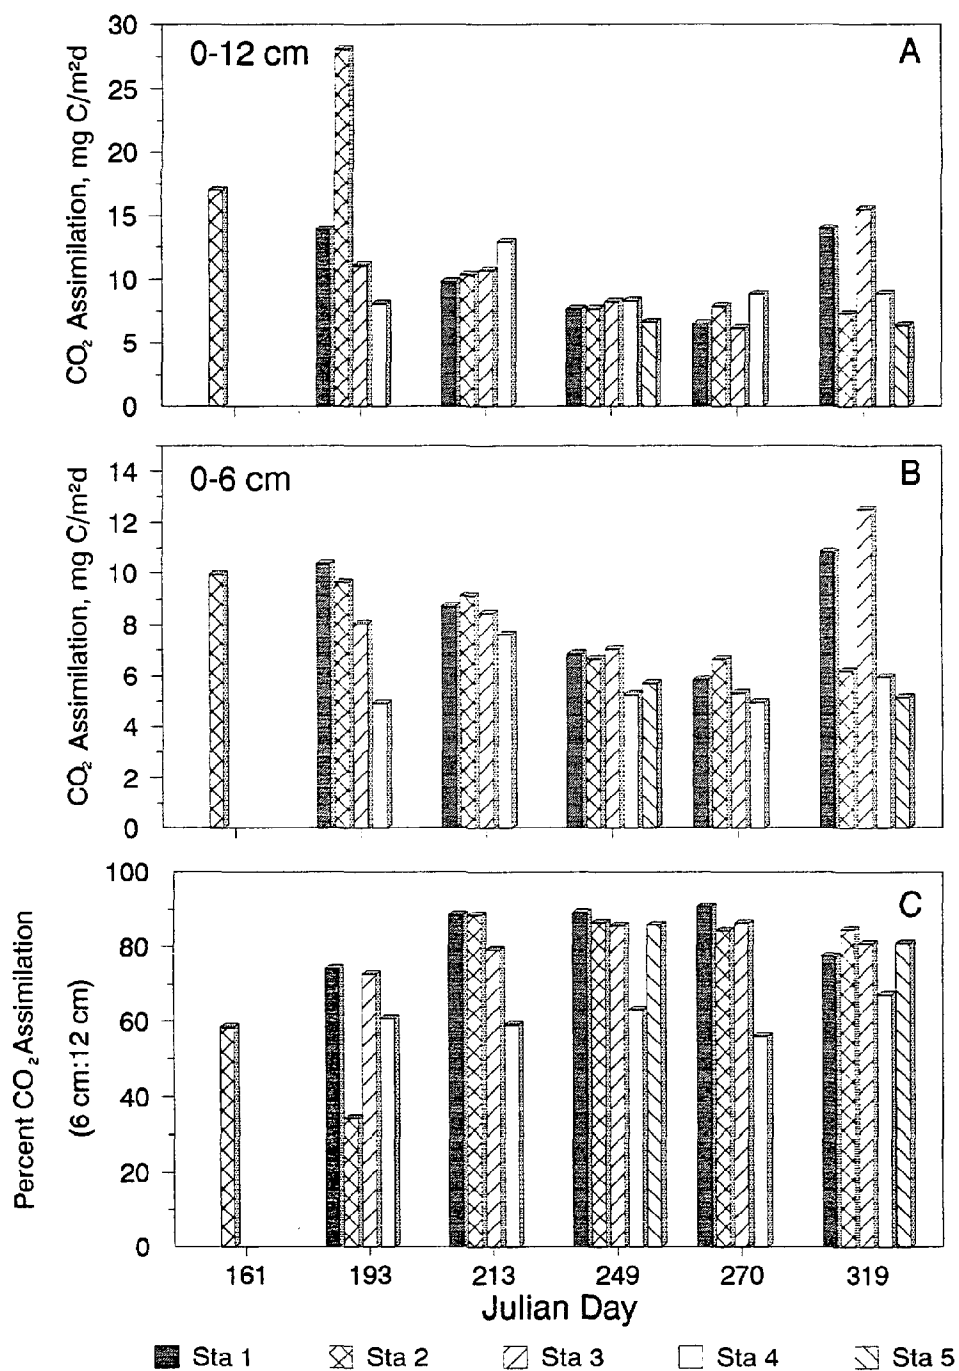 30
0-12 cm
A
25
20
15
10
5
0
CO₂ Assimilation, mg C/m²d
14
0-6 cm
B
12
10
8
6
4
2
0
CO₂ Assimilation, mg C/m²d
100
C
80
60
40
20
0
Percent CO₂ Assimilation
(6 cm:12 cm)
161 193 213 249 270 319
Julian Day
Sta 1 Sta 2 Sta 3 Sta 4 Sta 5